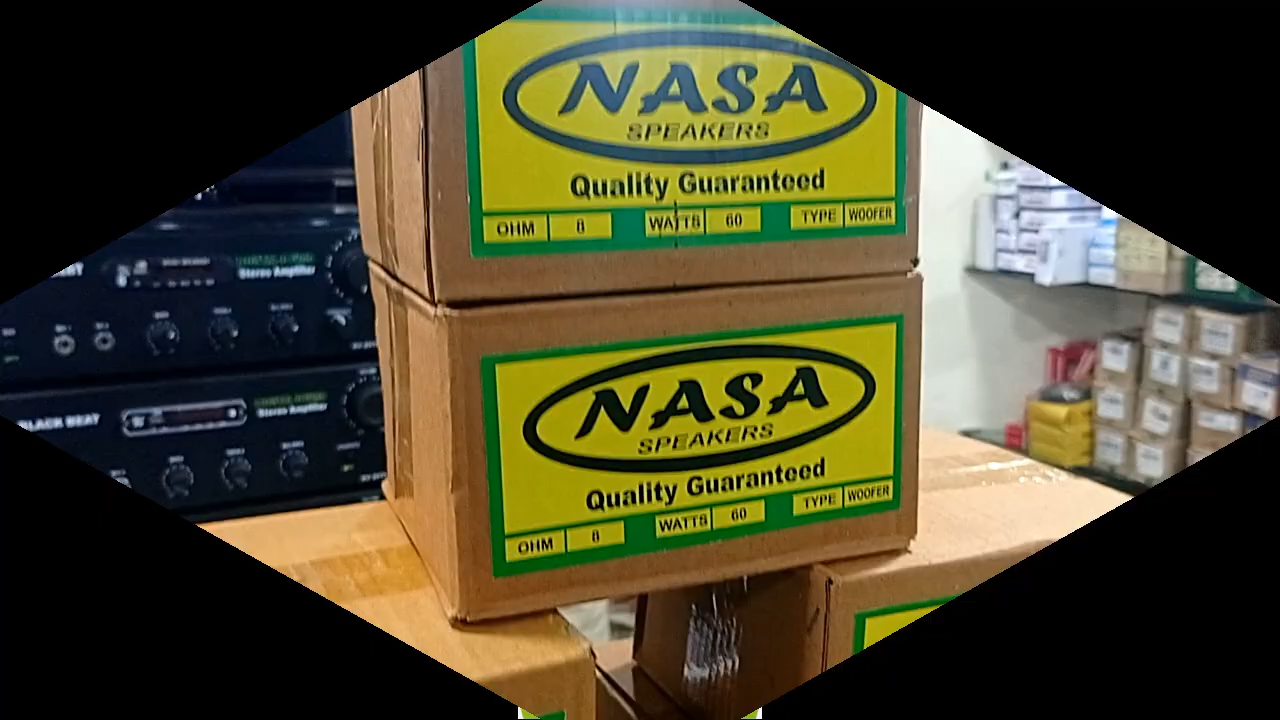 NASA
SPEAKERS
Quality Guaranteed
OHM 8 WATTS 60 TYPE WOOFER
NASA
SPEAKERS
Quality Guaranteed
OHM 8 WATTS 60 TYPE WOOFER
Stereo Amplifier
BLACK BEAT
Stereo Amplifier